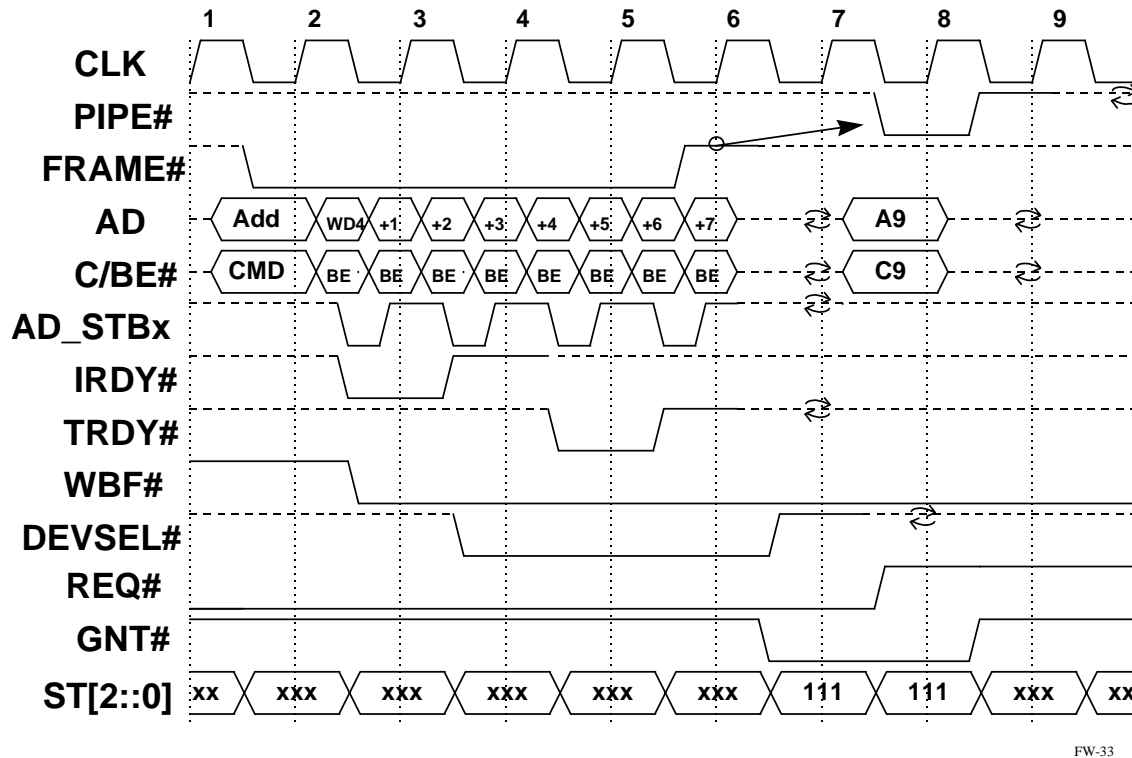 1 2 3 4 5 6 7 8 9
CLK
PIPE#
FRAME#
AD Add WD4 +1 +2 +3 +4 +5 +6 +7 A9
C/BE# CMD BE BE BE BE BE BE BE BE C9
AD_STBx
IRDY#
TRDY#
WBF#
DEVSEL#
REQ#
GNT#
ST[2::0] xx xxx xxx xxx xxx xxx 111 111 xxx xx
FW-33